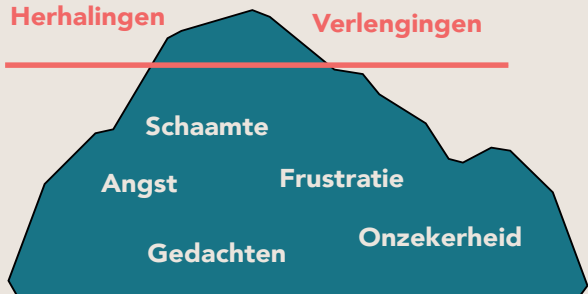 Herhalingen
Verlengingen
Schaamte
Angst
Frustratie
Onzekerheid
Gedachten